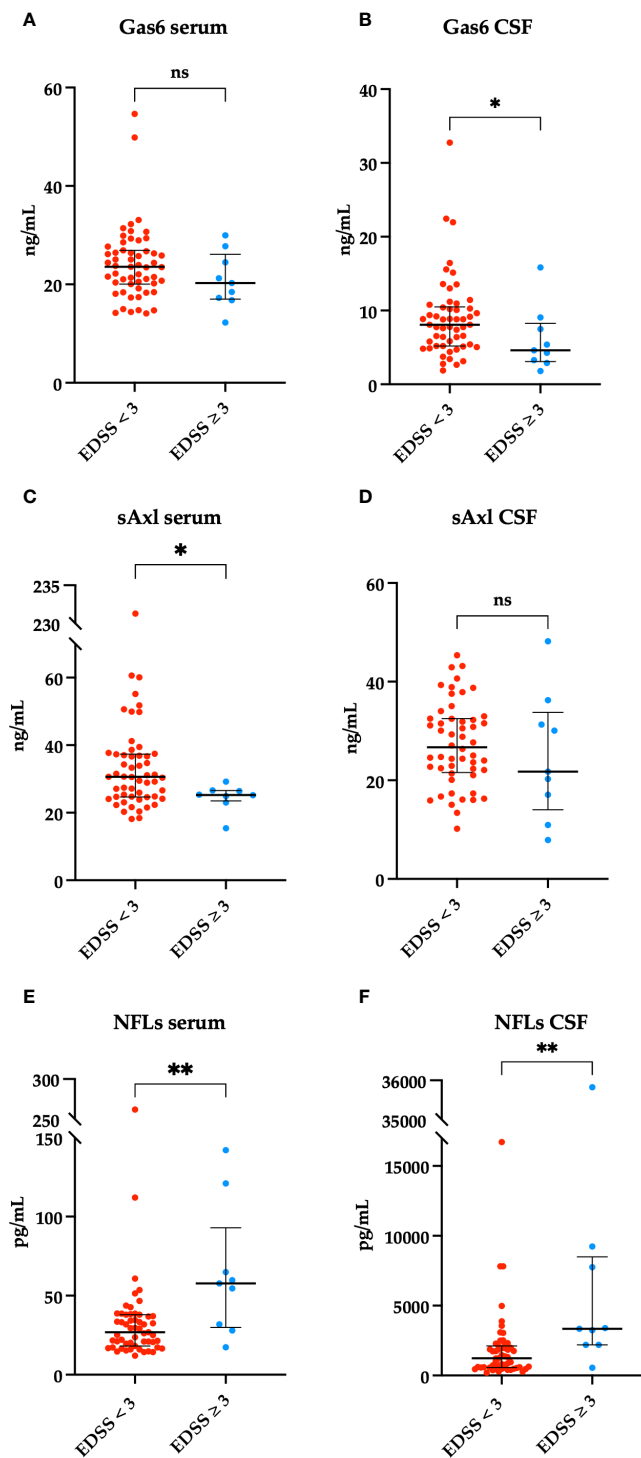 A
Gas6 serum
ns
60
40
20
0
ng/mL
EDSS < 3
EDSS ≥ 3
B
Gas6 CSF
*
40
30
20
10
0
ng/mL
EDSS < 3
EDSS ≥ 3
C
sAxl serum
*
235
230
60
40
20
0
ng/mL
EDSS < 3
EDSS ≥ 3
D
sAxl CSF
ns
60
40
20
0
ng/mL
EDSS < 3
EDSS ≥ 3
E
NFLs serum
**
300
250
150
100
50
0
pg/mL
EDSS < 3
EDSS ≥ 3
F
NFLs CSF
**
36000
35000
15000
10000
5000
0
pg/mL
EDSS < 3
EDSS ≥ 3